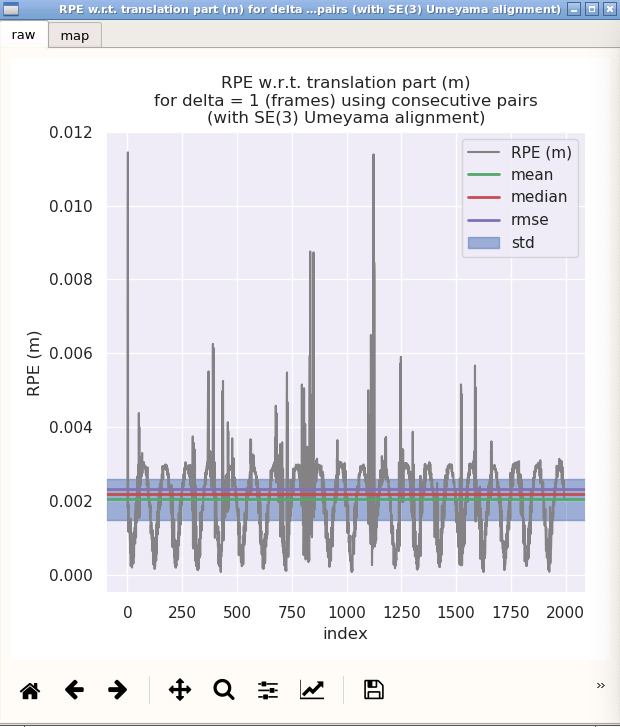 RPE w.r.t. translation part (m) for delta ...pairs (with SE(3) Umeyama alignment)
raw map
RPE w.r.t. translation part (m)
for delta = 1 (frames) using consecutive pairs
(with SE(3) Umeyama alignment)
0.012
0.010
0.008
0.006
0.004
0.002
0.000
RPE (m)
RPE (m)
mean
median
rmse
std
0 250 500 750 1000 1250 1500 1750 2000
index